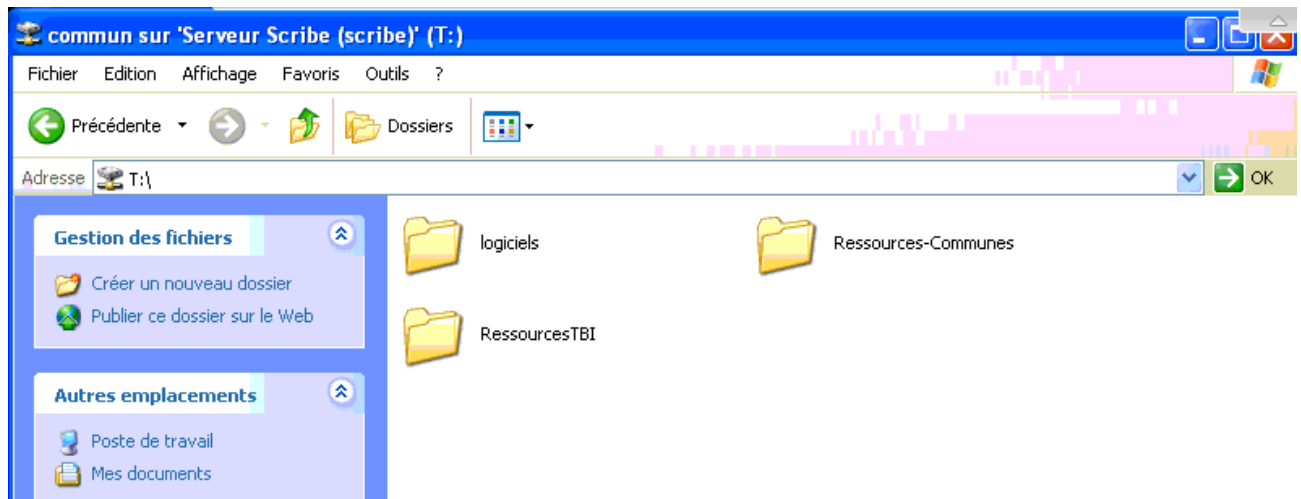 commun sur 'Serveur Scribe (scribe)' (T:)
Fichier Edition Affichage Favoris Outils ?
Précédente Dossiers
Adresse T:\ OK
Gestion des fichiers
Créer un nouveau dossier
Publier ce dossier sur le Web
Autres emplacements
Poste de travail
Mes documents
logiciels Ressources-Communes
RessourcesTBI